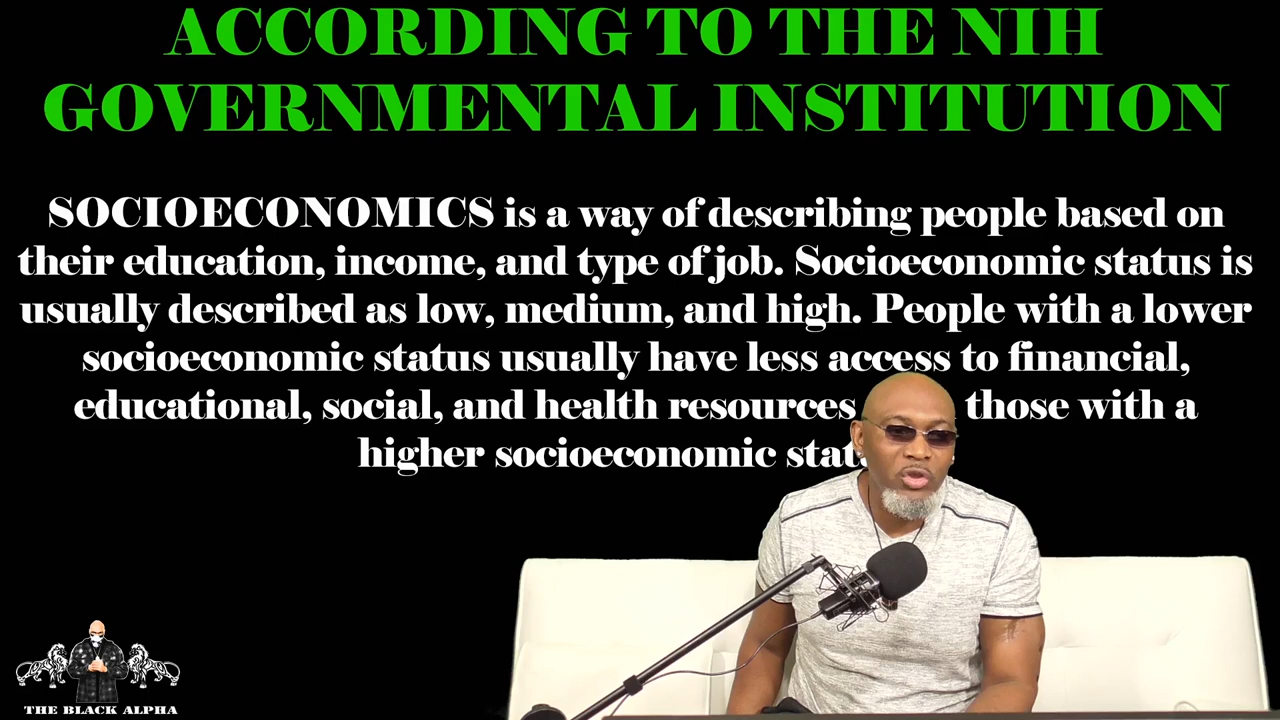 ACCORDING TO THE NIH
GOVERNMENTAL INSTITUTION
SOCIOECONOMICS is a way of describing people based on
their education, income, and type of job. Socioeconomic status is
usually described as low, medium, and high. People with a lower
socioeconomic status usually have less access to financial,
educational, social, and health resources those with a
higher socioeconomic
THE BLACK ALPHA